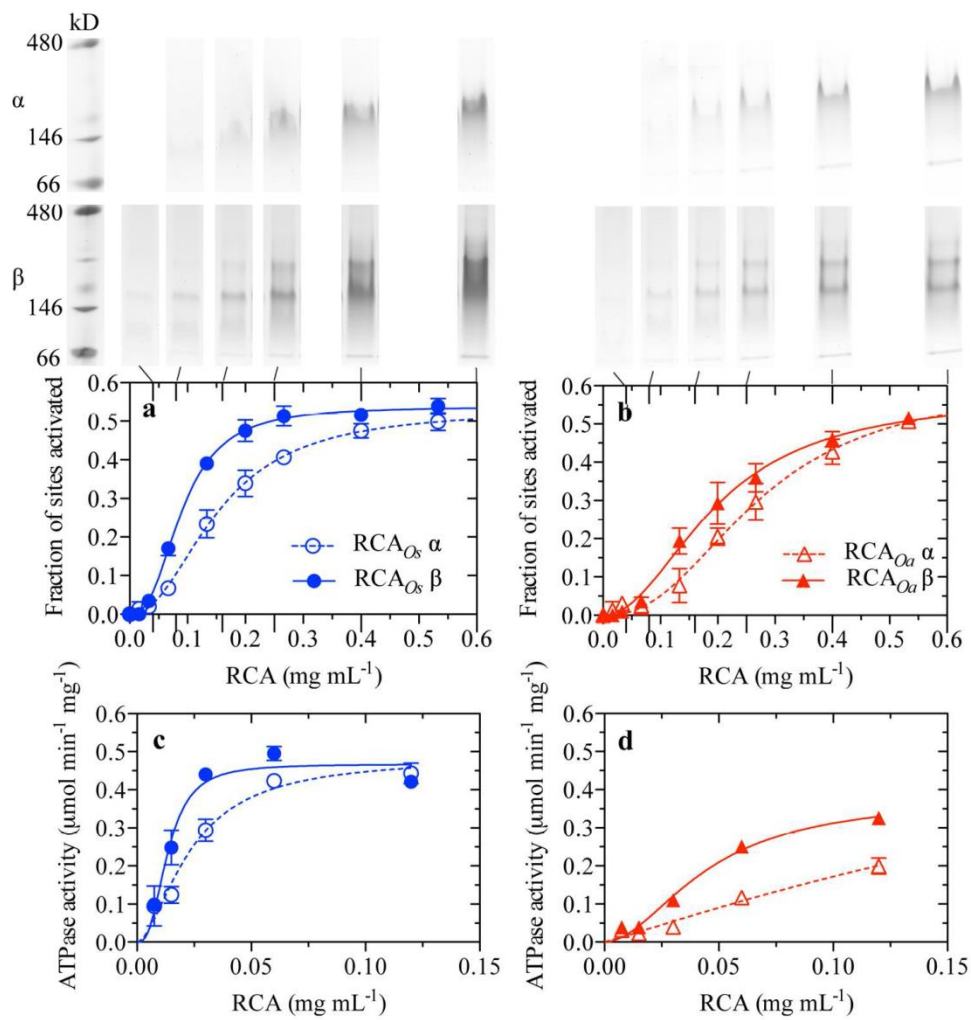 kD
480
α
146
66
480
β
146
66
0.6
0.5
0.4
0.3
0.2
0.1
0.0
Fraction of sites activated
a
RCA_Os α
RCA_Os β
0.0 0.1 0.2 0.3 0.4 0.5 0.6
RCA (mg mL⁻¹)
0.6
0.5
0.4
0.3
0.2
0.1
0.0
Fraction of sites activated
b
RCA_Oa α
RCA_Oa β
0.0 0.1 0.2 0.3 0.4 0.5 0.6
RCA (mg mL⁻¹)
0.6
0.5
0.4
0.3
0.2
0.1
0.0
ATPase activity (µmol min⁻¹ mg⁻¹)
c
0.00 0.05 0.10 0.15
RCA (mg mL⁻¹)
0.6
0.5
0.4
0.3
0.2
0.1
0.0
ATPase activity (µmol min⁻¹ mg⁻¹)
d
0.00 0.05 0.10 0.15
RCA (mg mL⁻¹)